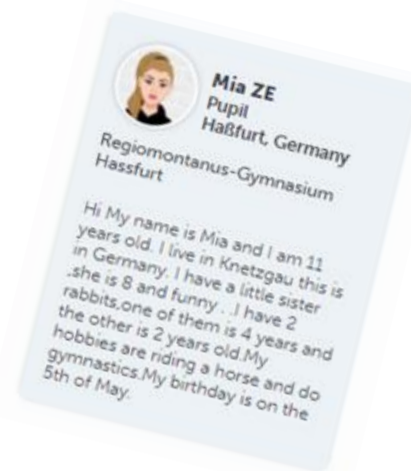 Mia ZE
Pupil
Haßfurt, Germany
Regiomontanus-Gymnasium
Hassfurt
Hi My name is Mia and I am 11
years old. I live in Knetzgau this is
in Germany. I have a little sister
.she is 8 and funny . .I have 2
rabbits,one of them is 4 years and
the other is 2 years old.My
hobbies are riding a horse and do
gymnastics.My birthday is on the
5th of May.